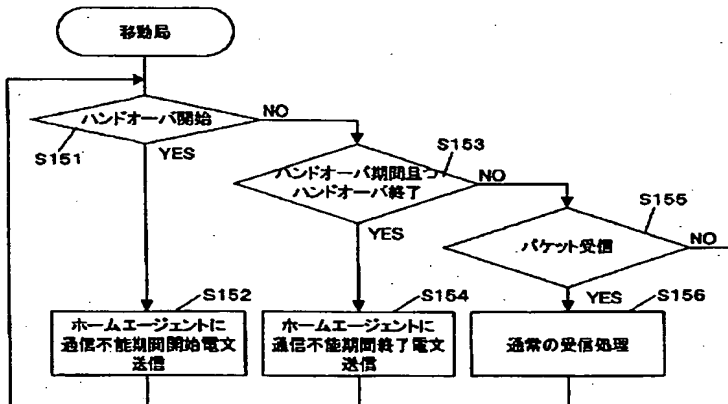 移動局
ハンドオーバ開始
NO
S151
YES
S153
ハンドオーバ期間且つ
ハンドオーバ終了
NO
YES
S155
パケット受信
NO
YES
S152
ホームエージェントに
通信不能期間開始電文
送信
S154
ホームエージェントに
通信不能期間終了電文
送信
S156
通常の受信処理